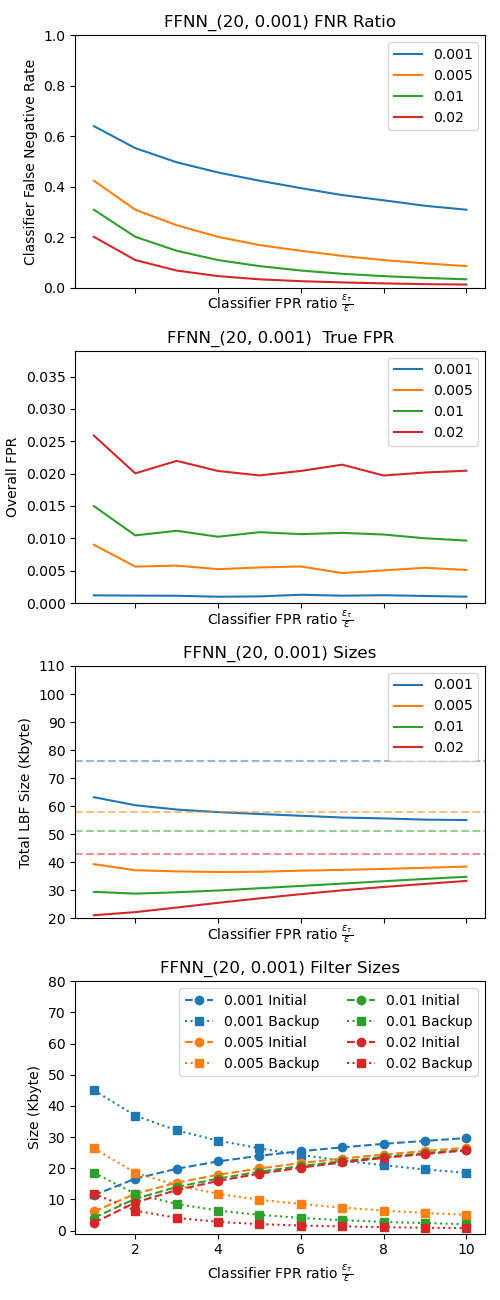 FFNN_(20, 0.001) FNR Ratio
1.0
0.8
0.6
0.4
0.2
0.0
Classifier False Negative Rate
0.001
0.005
0.01
0.02
Classifier FPR ratio ετ/ε
FFNN_(20, 0.001)  True FPR
0.035
0.030
0.025
0.020
0.015
0.010
0.005
0.000
Overall FPR
0.001
0.005
0.01
0.02
Classifier FPR ratio ετ/ε
FFNN_(20, 0.001) Sizes
110
100
90
80
70
60
50
40
30
20
Total LBF Size (Kbyte)
0.001
0.005
0.01
0.02
Classifier FPR ratio ετ/ε
FFNN_(20, 0.001) Filter Sizes
80
70
60
50
40
30
20
10
0
Size (Kbyte)
0.001 Initial
0.001 Backup
0.005 Initial
0.005 Backup
0.01 Initial
0.01 Backup
0.02 Initial
0.02 Backup
2 4 6 8 10
Classifier FPR ratio ετ/ε